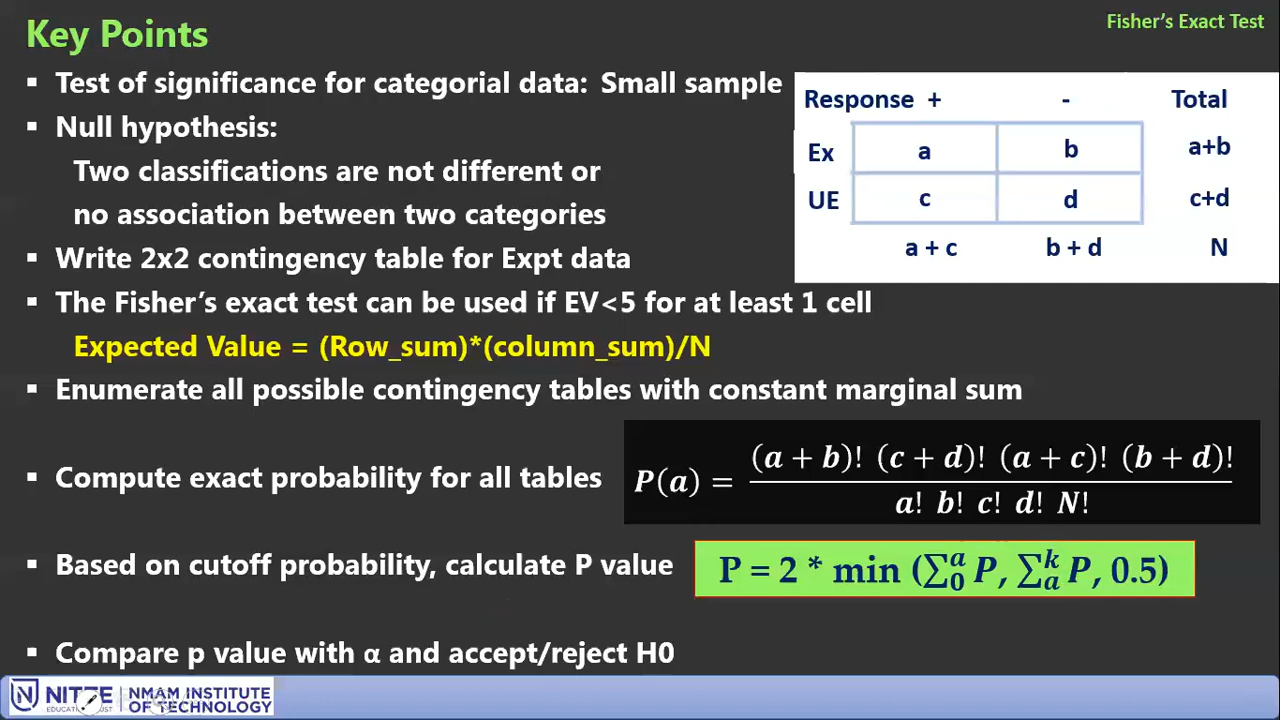 Key Points
Fisher's Exact Test
▪ Test of significance for categorial data: Small sample
▪ Null hypothesis:
Two classifications are not different or
no association between two categories
▪ Write 2x2 contingency table for Expt data
▪ The Fisher's exact test can be used if EV<5 for at least 1 cell
Expected Value = (Row_sum)*(column_sum)/N
▪ Enumerate all possible contingency tables with constant marginal sum
▪ Compute exact probability for all tables
▪ Based on cutoff probability, calculate P value
▪ Compare p value with α and accept/reject H0
Response + - Total
Ex a b a+b
UE c d c+d
a + c b + d N
P(a) = (a + b)! (c + d)! (a + c)! (b + d)! / a! b! c! d! N!
P = 2 * min (∑₀ᵃ P, ∑ₐᵏ P, 0.5)
NITTE
NMAM INSTITUTE
OF TECHNOLOGY